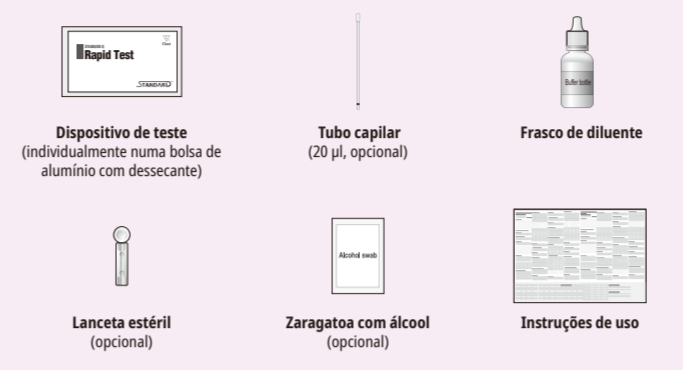 Rapid Test
STANDARD
Buffer bottle
Dispositivo de teste
(individualmente numa bolsa de
alumínio com dessecante)
Tubo capilar
(20 µl, opcional)
Frasco de diluente
Alcohol swab
Lanceta estéril
(opcional)
Zaragatoa com álcool
(opcional)
Instruções de uso